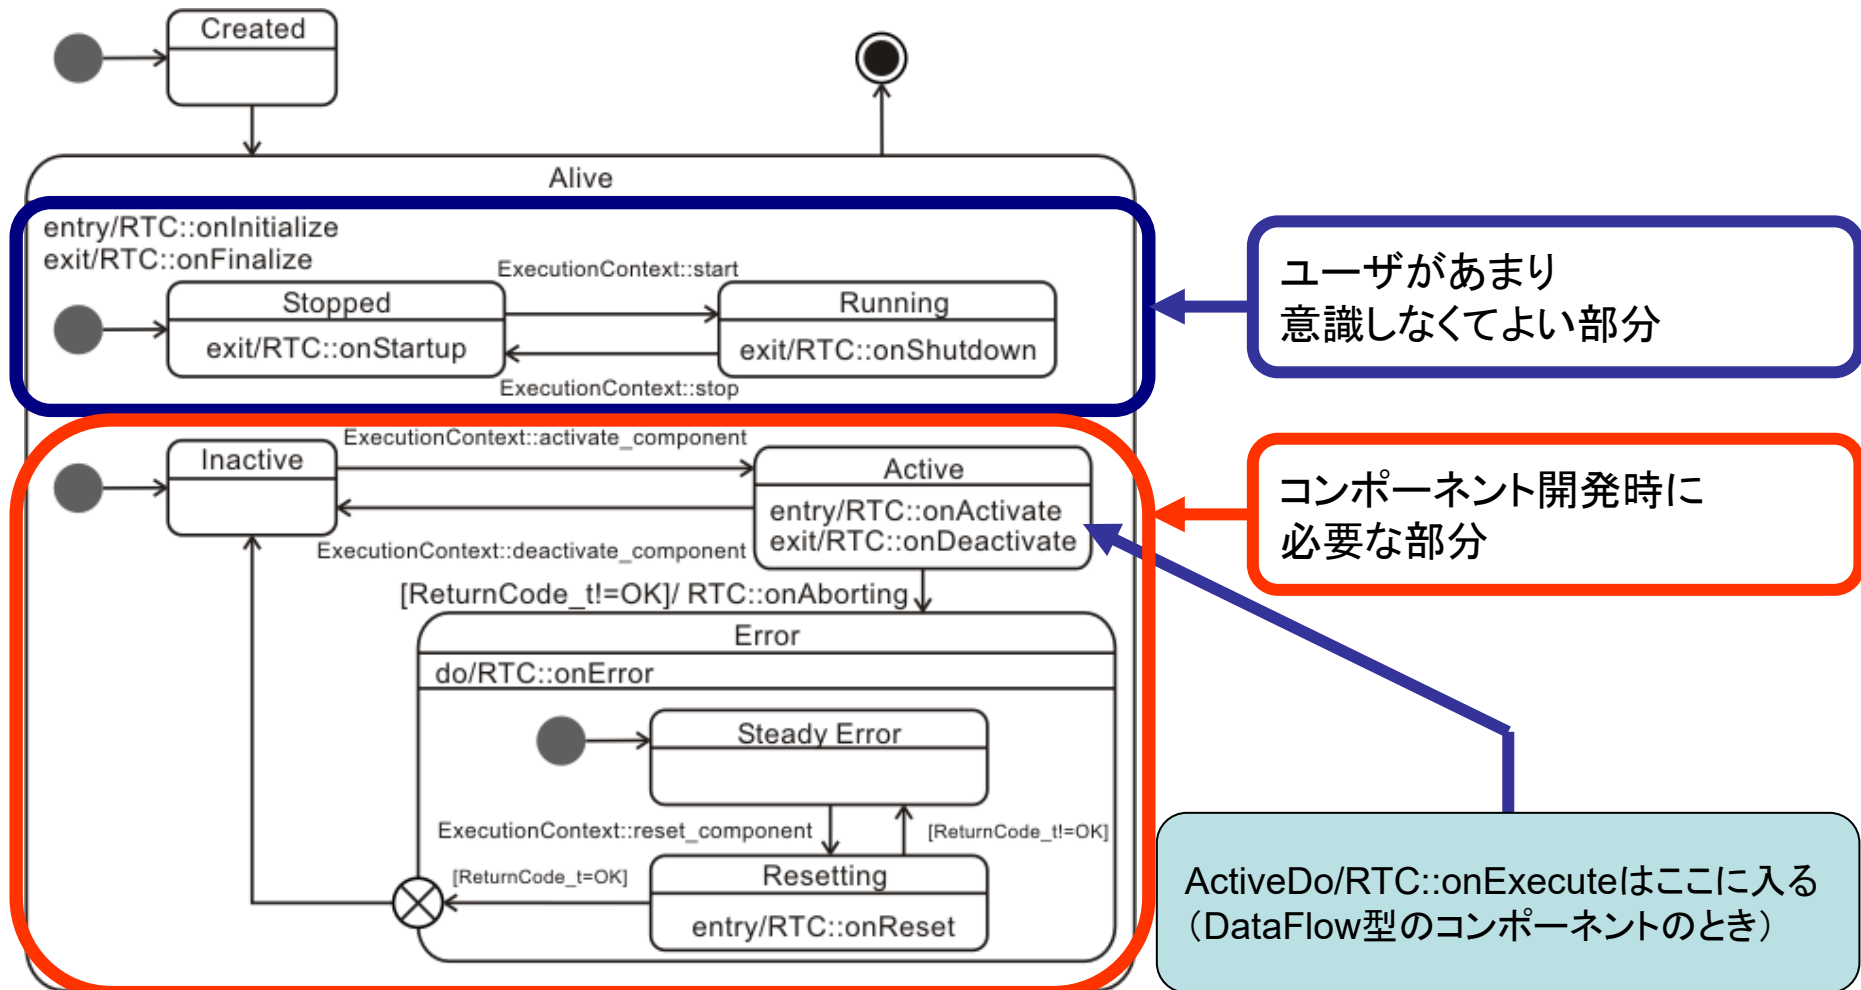 Created
Alive
entry/RTC::onInitialize
exit/RTC::onFinalize
ExecutionContext::start
Stopped
exit/RTC::onStartup
Running
exit/RTC::onShutdown
ExecutionContext::stop
ユーザがあまり
意識しなくてよい部分
ExecutionContext::activate_component
Inactive
Active
entry/RTC::onActivate
exit/RTC::onDeactivate
ExecutionContext::deactivate_component
コンポーネント開発時に
必要な部分
[ReturnCode_t!=OK]/ RTC::onAborting
Error
do/RTC::onError
Steady Error
ExecutionContext::reset_component
[ReturnCode_t!=OK]
[ReturnCode_t=OK]
Resetting
entry/RTC::onReset
ActiveDo/RTC::onExecuteはここに入る
（DataFlow型のコンポーネントのとき）